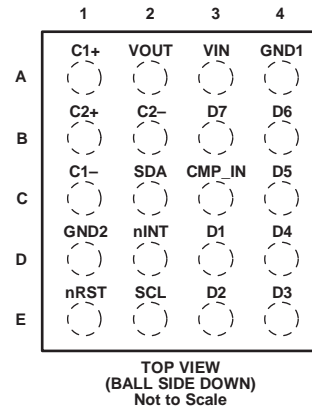 1 2 3 4
C1+ VOUT VIN GND1
A
C2+ C2– D7 D6
B
C1– SDA CMP_IN D5
C
GND2 nINT D1 D4
D
nRST SCL D2 D3
E
TOP VIEW
(BALL SIDE DOWN)
Not to Scale